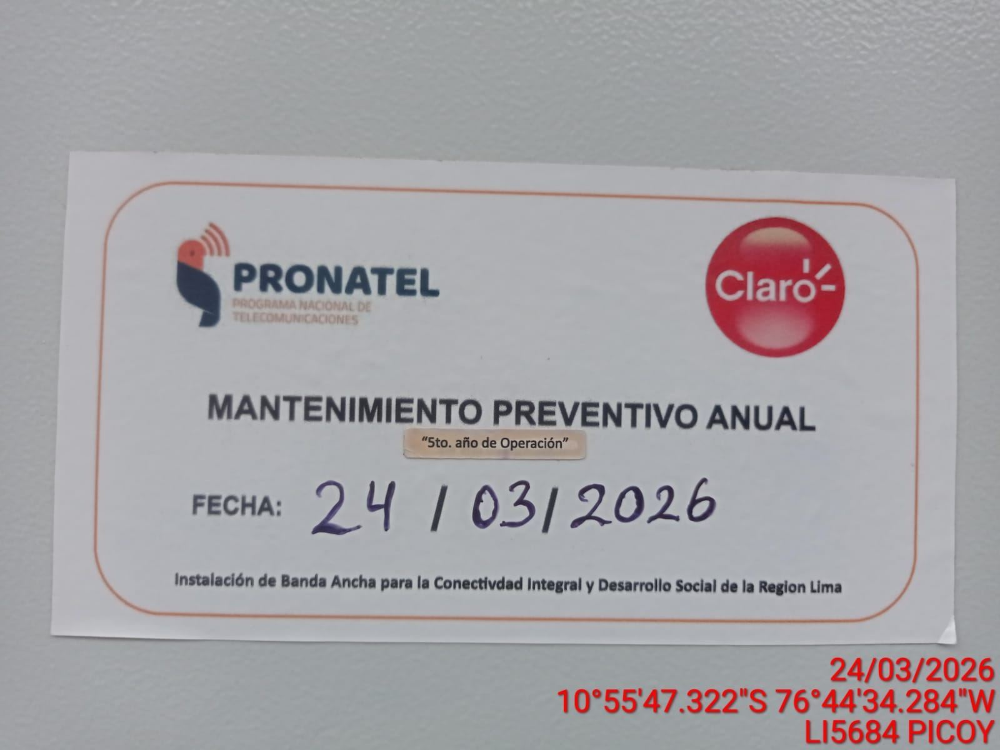 PRONATEL
PROGRAMA NACIONAL DE
TELECOMUNICACIONES
Claro
MANTENIMIENTO PREVENTIVO ANUAL
"5to. año de Operación"
FECHA: 24 / 03 / 2026
Instalación de Banda Ancha para la Conectivdad Integral y Desarrollo Social de la Region Lima
24/03/2026
10°55'47.322"S 76°44'34.284"W
LI5684 PICOY